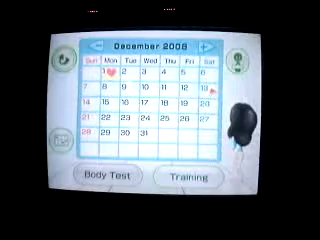 December 2008
Sun Mon Tue Wed Thu Fri Sat
1 2 3 4 5 6
7 8 9 10 11 12 13
14 15 16 17 18 19 20
21 22 23 24 25 26 27
28 29 30 31
Body Test Training